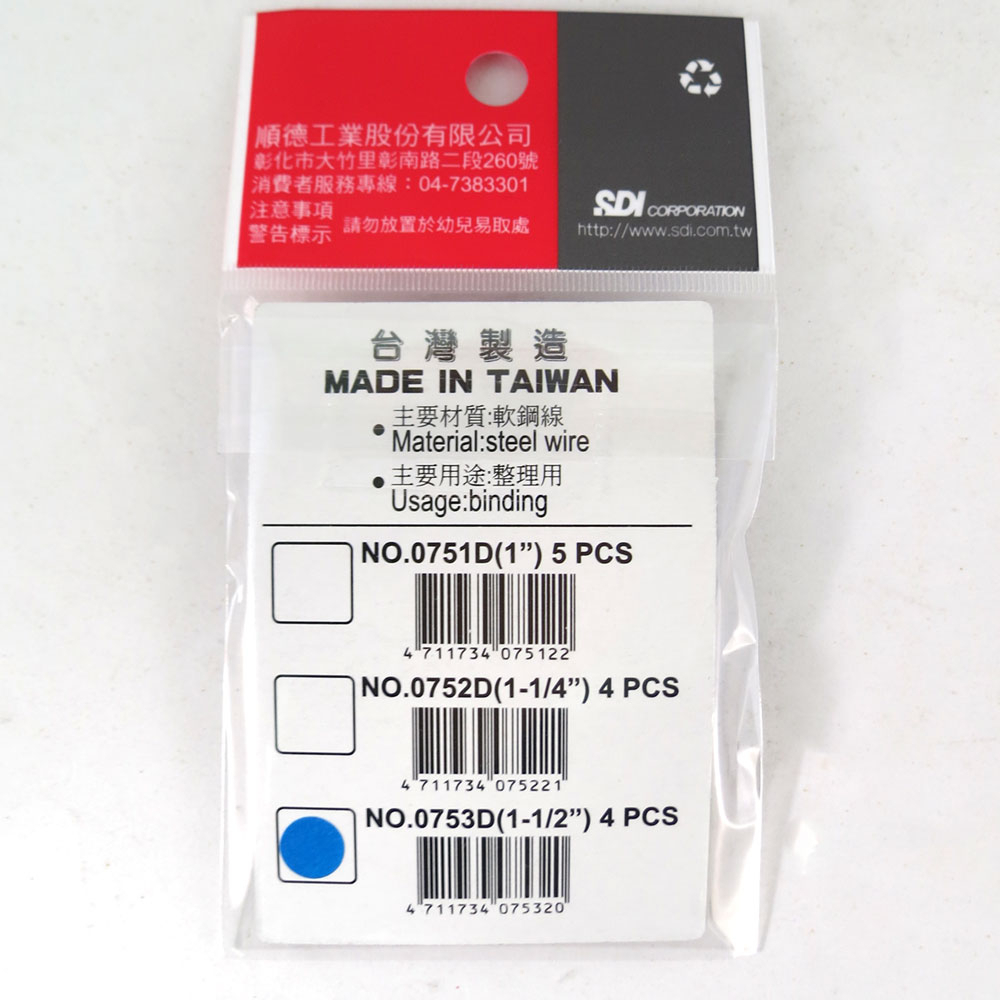 順德工業股份有限公司
彰化市大竹里彰南路二段260號
消費者服務專線：04-7383301
注意事項
警告標示
請勿放置於幼兒易取處
SDI CORPORATION
http://www.sdi.com.tw
台灣製造
MADE IN TAIWAN
● 主要材質:軟鋼線
Material:steel wire
● 主要用途:整理用
Usage:binding
NO.0751D(1”) 5 PCS
4 711734 075122
NO.0752D(1-1/4”) 4 PCS
4 711734 075221
NO.0753D(1-1/2”) 4 PCS
4 711734 075320